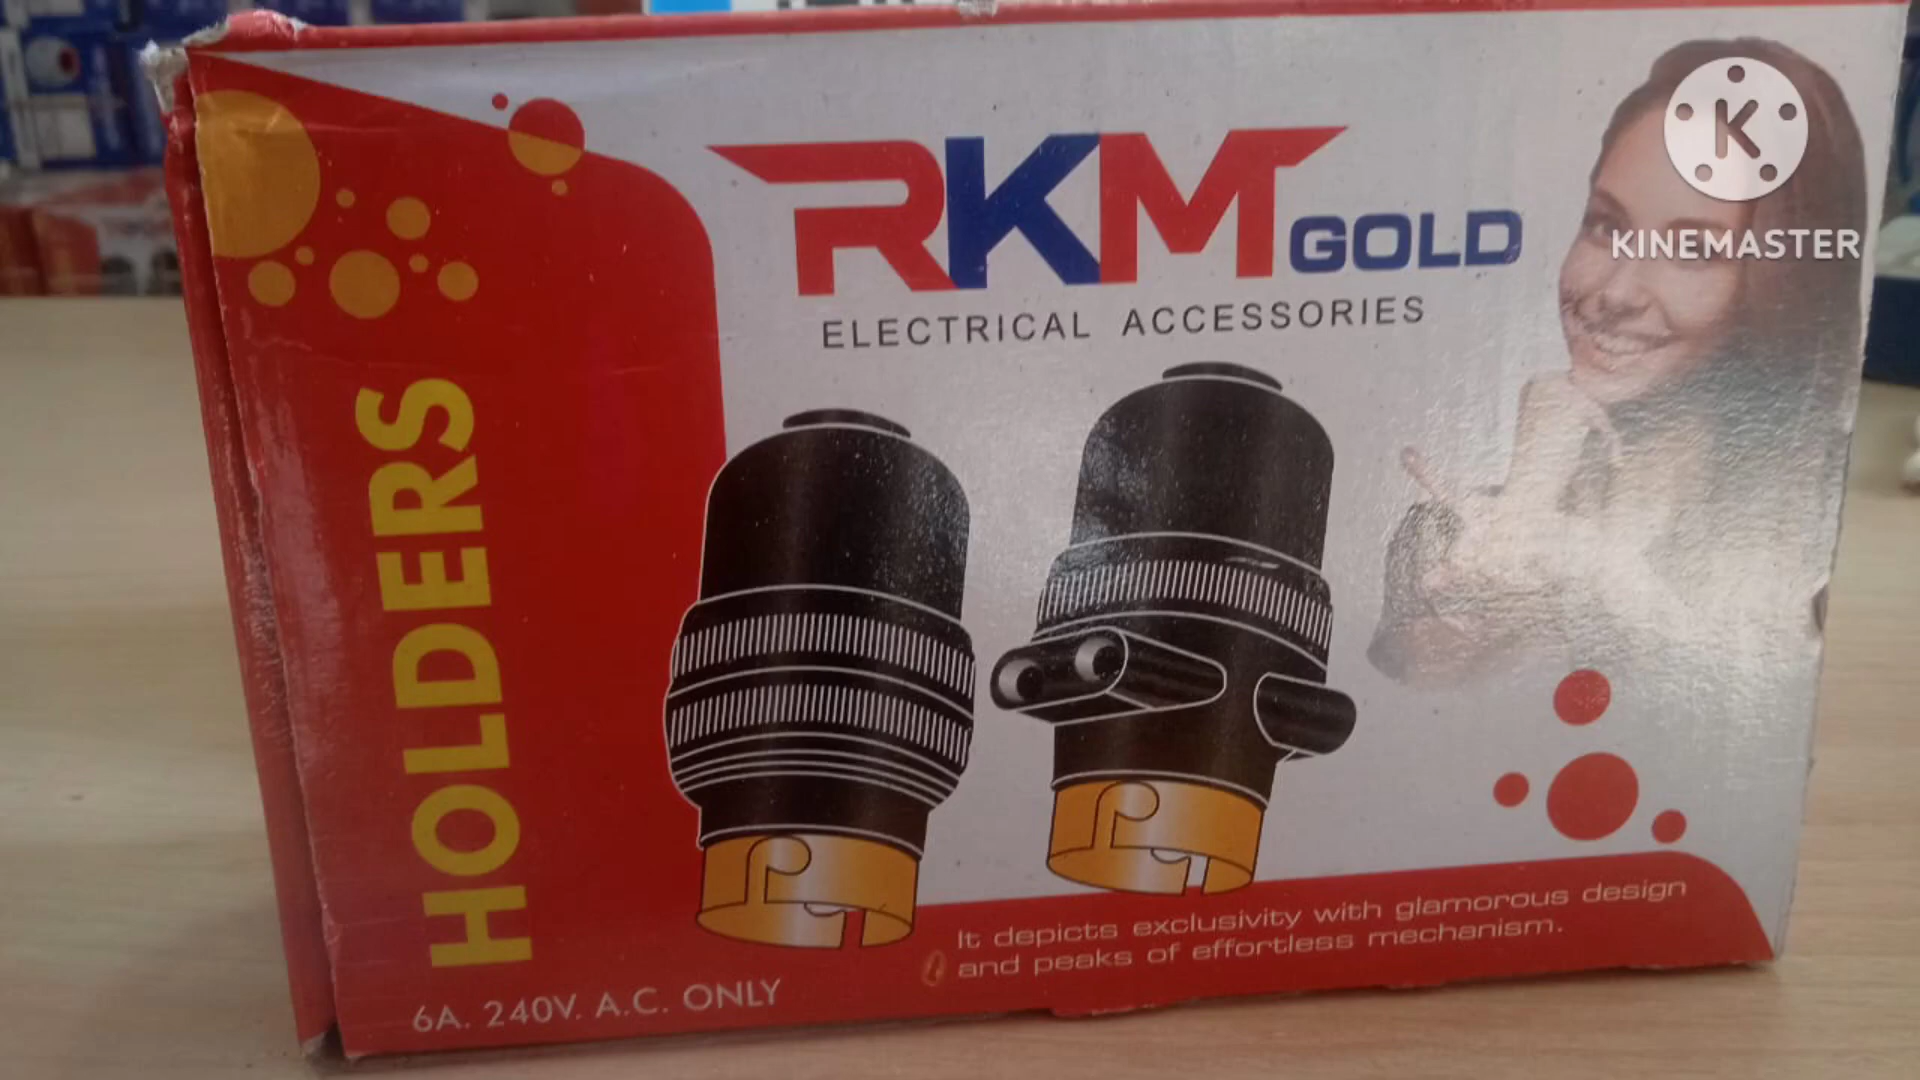 RKM GOLD
ELECTRICAL ACCESSORIES
K
KINEMASTER
HOLDERS
6A. 240V. A.C. ONLY
It depicts exclusivity with glamorous design
and peaks of effortless mechanism.